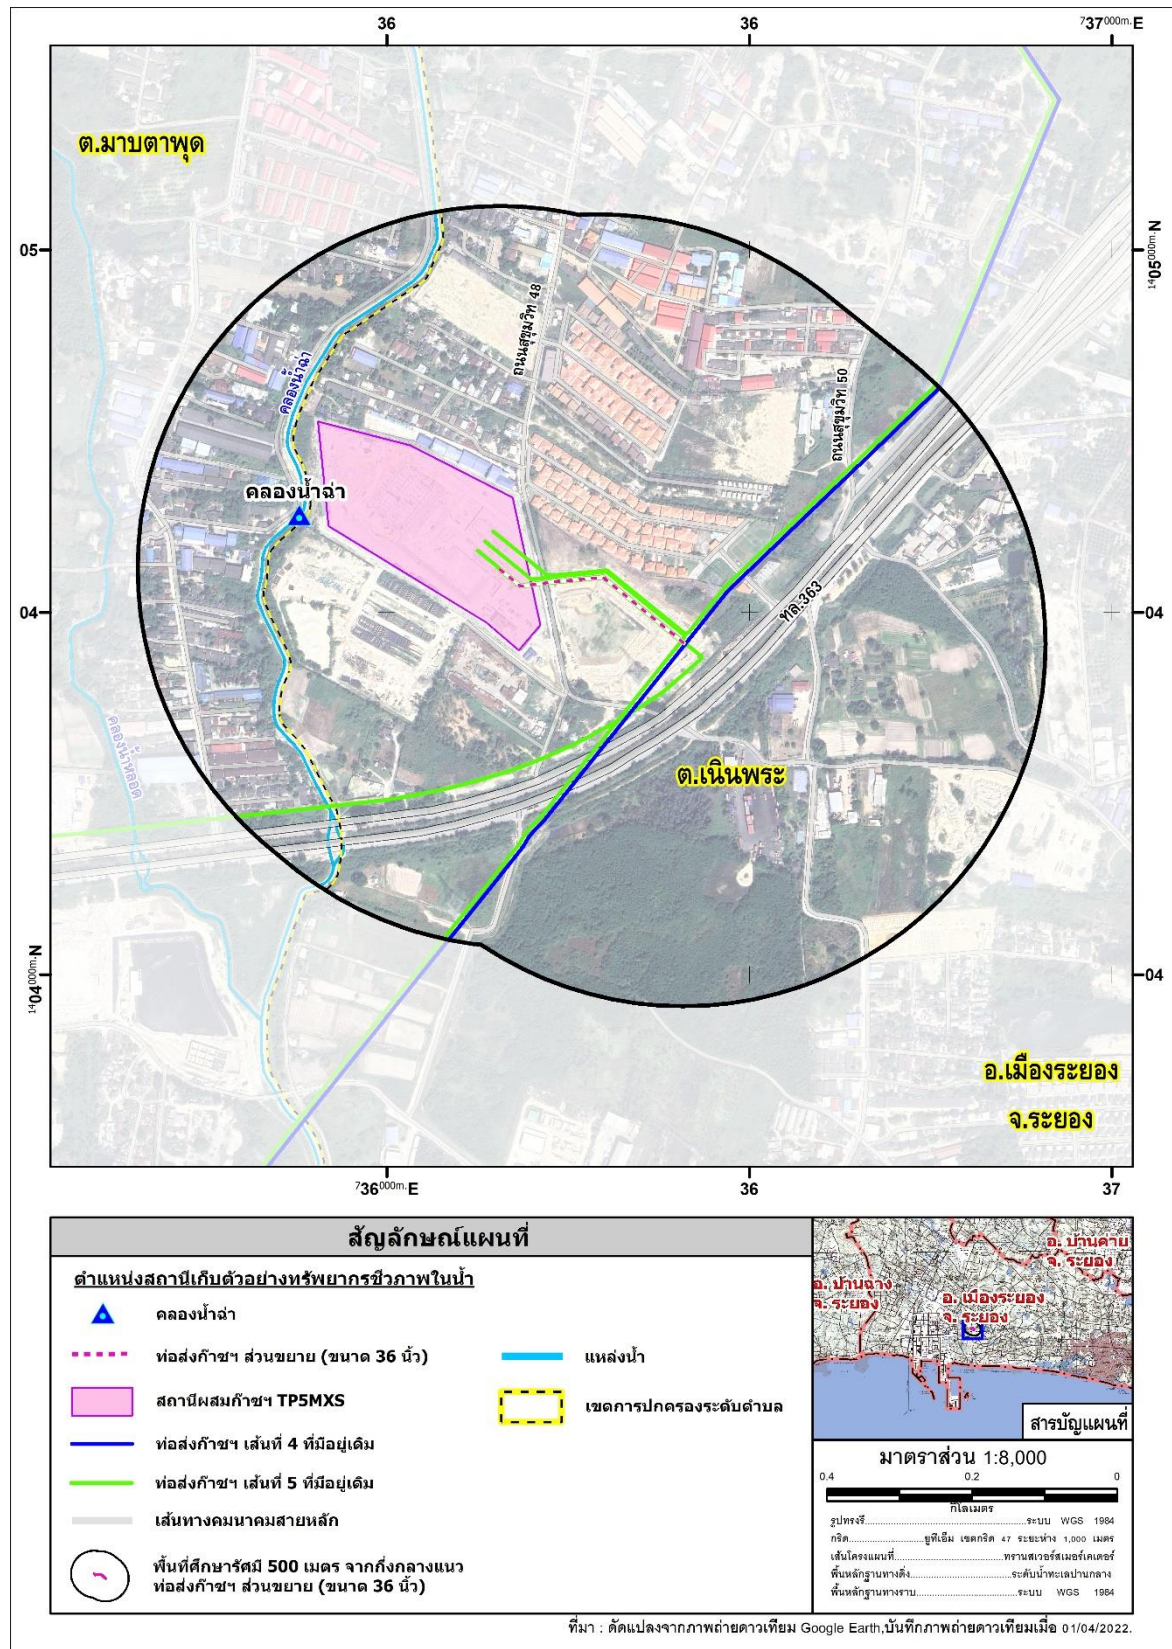 36
36
737000m. E
ต.มาบตาพุด
05
1405000m. N
ถนนสุขุมวิท 48
คลองน้ำฉ่า
ถนนสุขุมวิท 50
คลองน้ำฉ่า
04
ทล.363
04
คลองน้ำหลอด
ต.เนินพระ
1404000m. N
04
อ.เมืองระยอง
จ.ระยอง
736000m. E
36
37
สัญลักษณ์แผนที่
ตำแหน่งสถานีเก็บตัวอย่างทรัพยากรชีวภาพในน้ำ
คลองน้ำฉ่า
ท่อส่งก๊าซฯ ส่วนขยาย (ขนาด 36 นิ้ว)
แหล่งน้ำ
สถานีผสมก๊าซฯ TP5MXS
เขตการปกครองระดับตำบล
ท่อส่งก๊าซฯ เส้นที่ 4 ที่มีอยู่เดิม
ท่อส่งก๊าซฯ เส้นที่ 5 ที่มีอยู่เดิม
เส้นทางคมนาคมสายหลัก
พื้นที่ศึกษารัศมี 500 เมตร จากกึ่งกลางแนว
ท่อส่งก๊าซฯ ส่วนขยาย (ขนาด 36 นิ้ว)
อ. บ้านค่าย
จ. ระยอง
อ. บ้านฉาง
จ. ระยอง
อ. เมืองระยอง
จ. ระยอง
สารบัญแผนที่
มาตราส่วน 1:8,000
0.4 0.2 0
กิโลเมตร
รูปทรงรี..............................................ระบบ WGS 1984
กริด......................ยูทีเอ็ม เขตกริด 47 ระยะห่าง 1,000 เมตร
เส้นโครงแผนที่......................ทรานสเวอร์สเมอร์เคเตอร์
พื้นหลักฐานทางดิ่ง......................ระดับน้ำทะเลปานกลาง
พื้นหลักฐานทางราบ..............................ระบบ WGS 1984
ที่มา : ดัดแปลงจากภาพถ่ายดาวเทียม Google Earth,บันทึกภาพถ่ายดาวเทียมเมื่อ 01/04/2022.